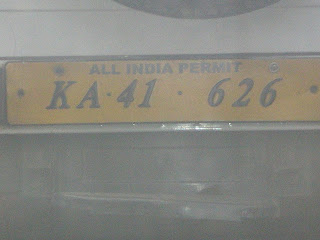 ALL INDIA PERMIT
KA·41 · 626